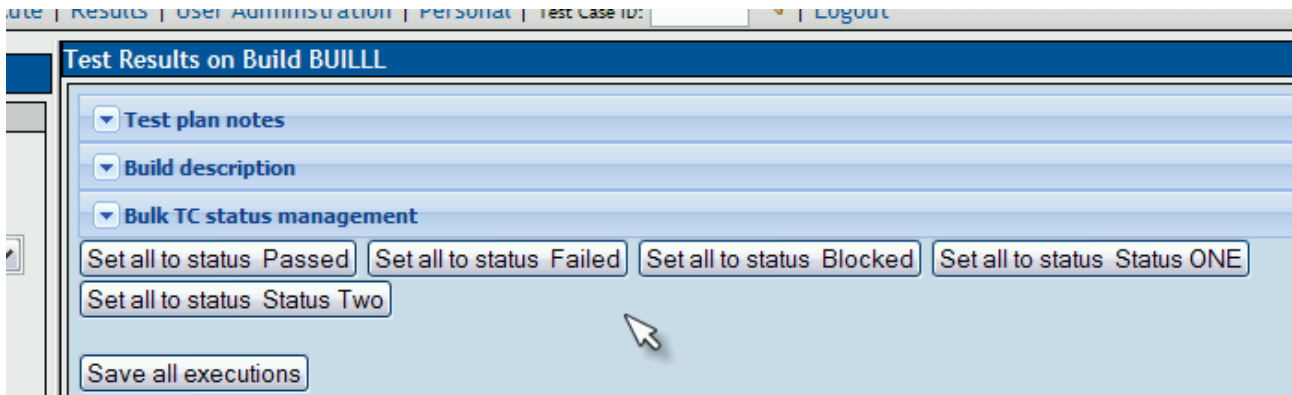 Results | User Administration | Personal | Test Case ID: | Logout
Test Results on Build BUILLL
Test plan notes
Build description
Bulk TC status management
Set all to status Passed Set all to status Failed Set all to status Blocked Set all to status Status ONE
Set all to status Status Two
Save all executions